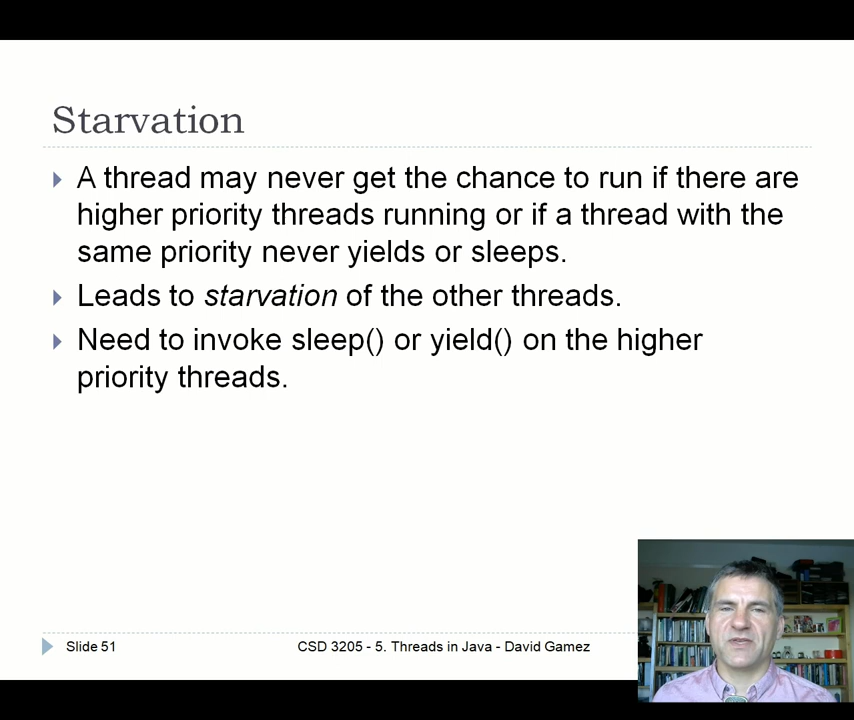 Starvation
A thread may never get the chance to run if there are
higher priority threads running or if a thread with the
same priority never yields or sleeps.
Leads to starvation of the other threads.
Need to invoke sleep() or yield() on the higher
priority threads.
Slide 51
CSD 3205 - 5. Threads in Java - David Gamez